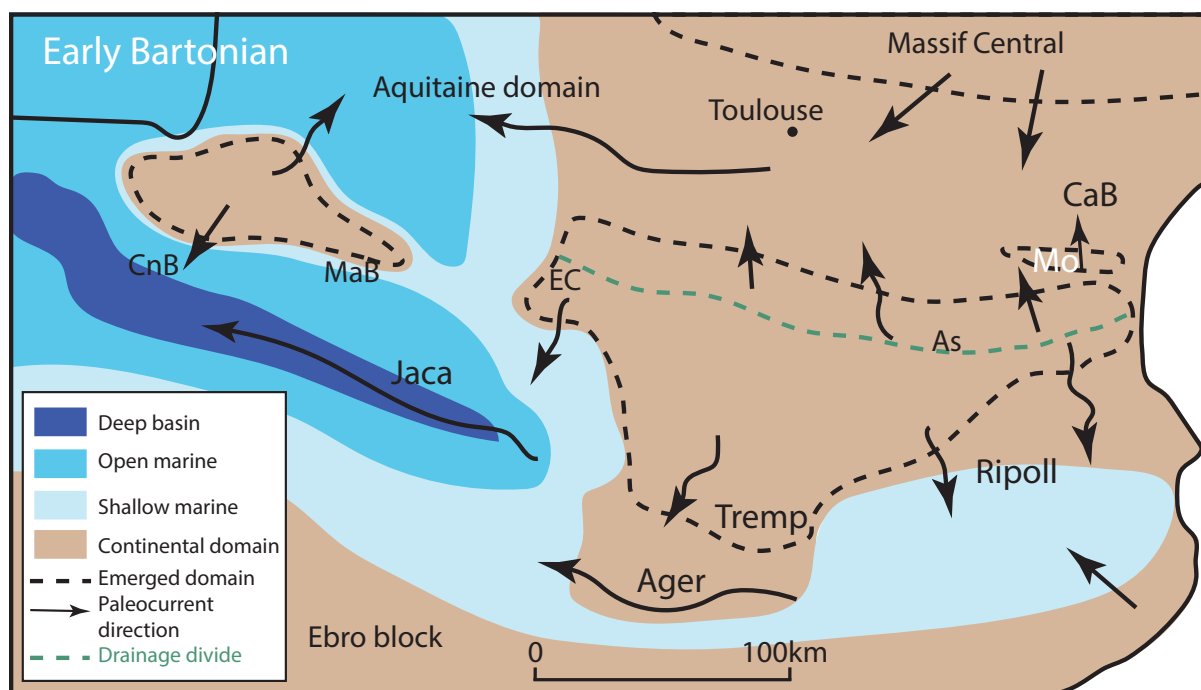 Early Bartonian
Massif Central
Aquitaine domain
Toulouse
CaB
CnB
MaB
EC
Mo
As
Jaca
Ripoll
Tremp
Ager
Ebro block
0
100km
Deep basin
Open marine
Shallow marine
Continental domain
Emerged domain
Paleocurrent
direction
Drainage divide